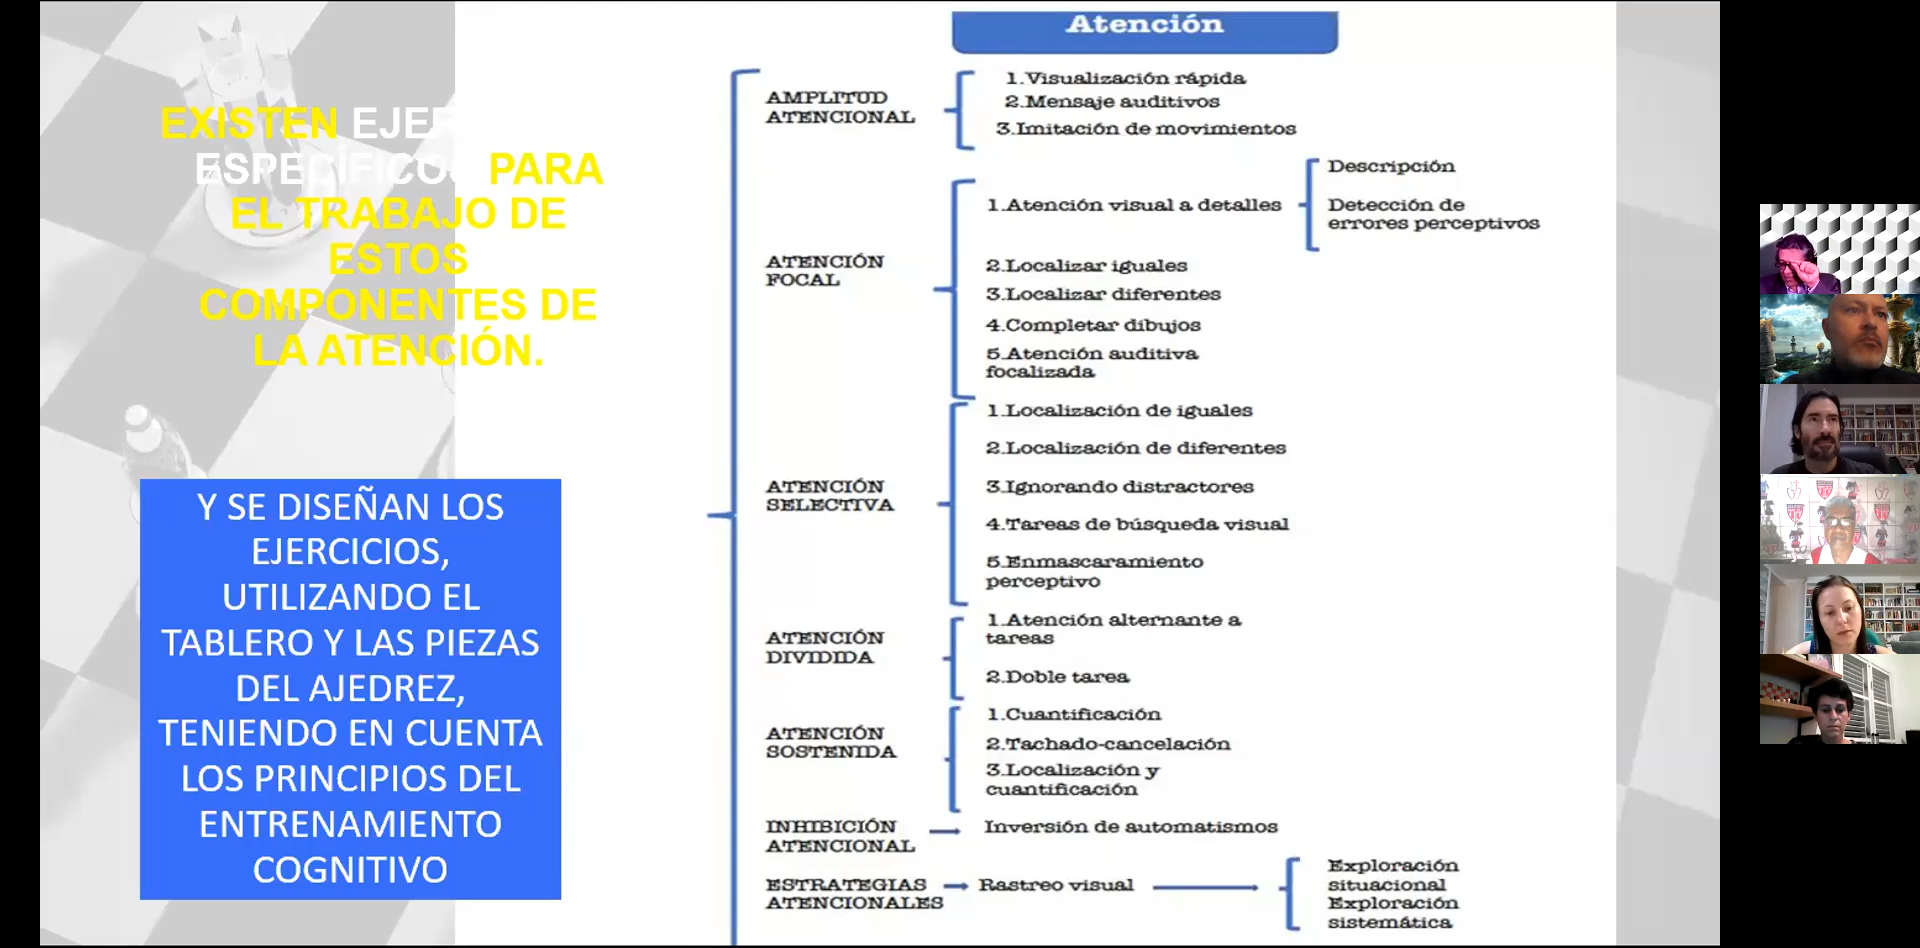 EXISTEN EJER
ESPECÍFICO PARA
EL TRABAJO DE
ESTOS
COMPONENTES DE
LA ATENCIÓN.
Y SE DISEÑAN LOS
EJERCICIOS,
UTILIZANDO EL
TABLERO Y LAS PIEZAS
DEL AJEDREZ,
TENIENDO EN CUENTA
LOS PRINCIPIOS DEL
ENTRENAMIENTO
COGNITIVO
Atención
AMPLITUD
ATENCIONAL
1.Visualización rápida
2.Mensaje auditivos
3.Imitación de movimientos
ATENCIÓN
FOCAL
1.Atención visual a detalles
Descripción
Detección de
errores perceptivos
2.Localizar iguales
3.Localizar diferentes
4.Completar dibujos
5.Atención auditiva
focalizada
ATENCIÓN
SELECTIVA
1.Localización de iguales
2.Localización de diferentes
3.Ignorando distractores
4.Tareas de búsqueda visual
5.Enmascaramiento
perceptivo
ATENCIÓN
DIVIDIDA
1.Atención alternante a
tareas
2.Doble tarea
ATENCIÓN
SOSTENIDA
1.Cuantificación
2.Tachado-cancelación
3.Localización y
cuantificación
INHIBICIÓN
ATENCIONAL
Inversión de automatismos
ESTRATEGIAS
ATENCIONALES
Rastreo visual
Exploración
situacional
Exploración
sistemática